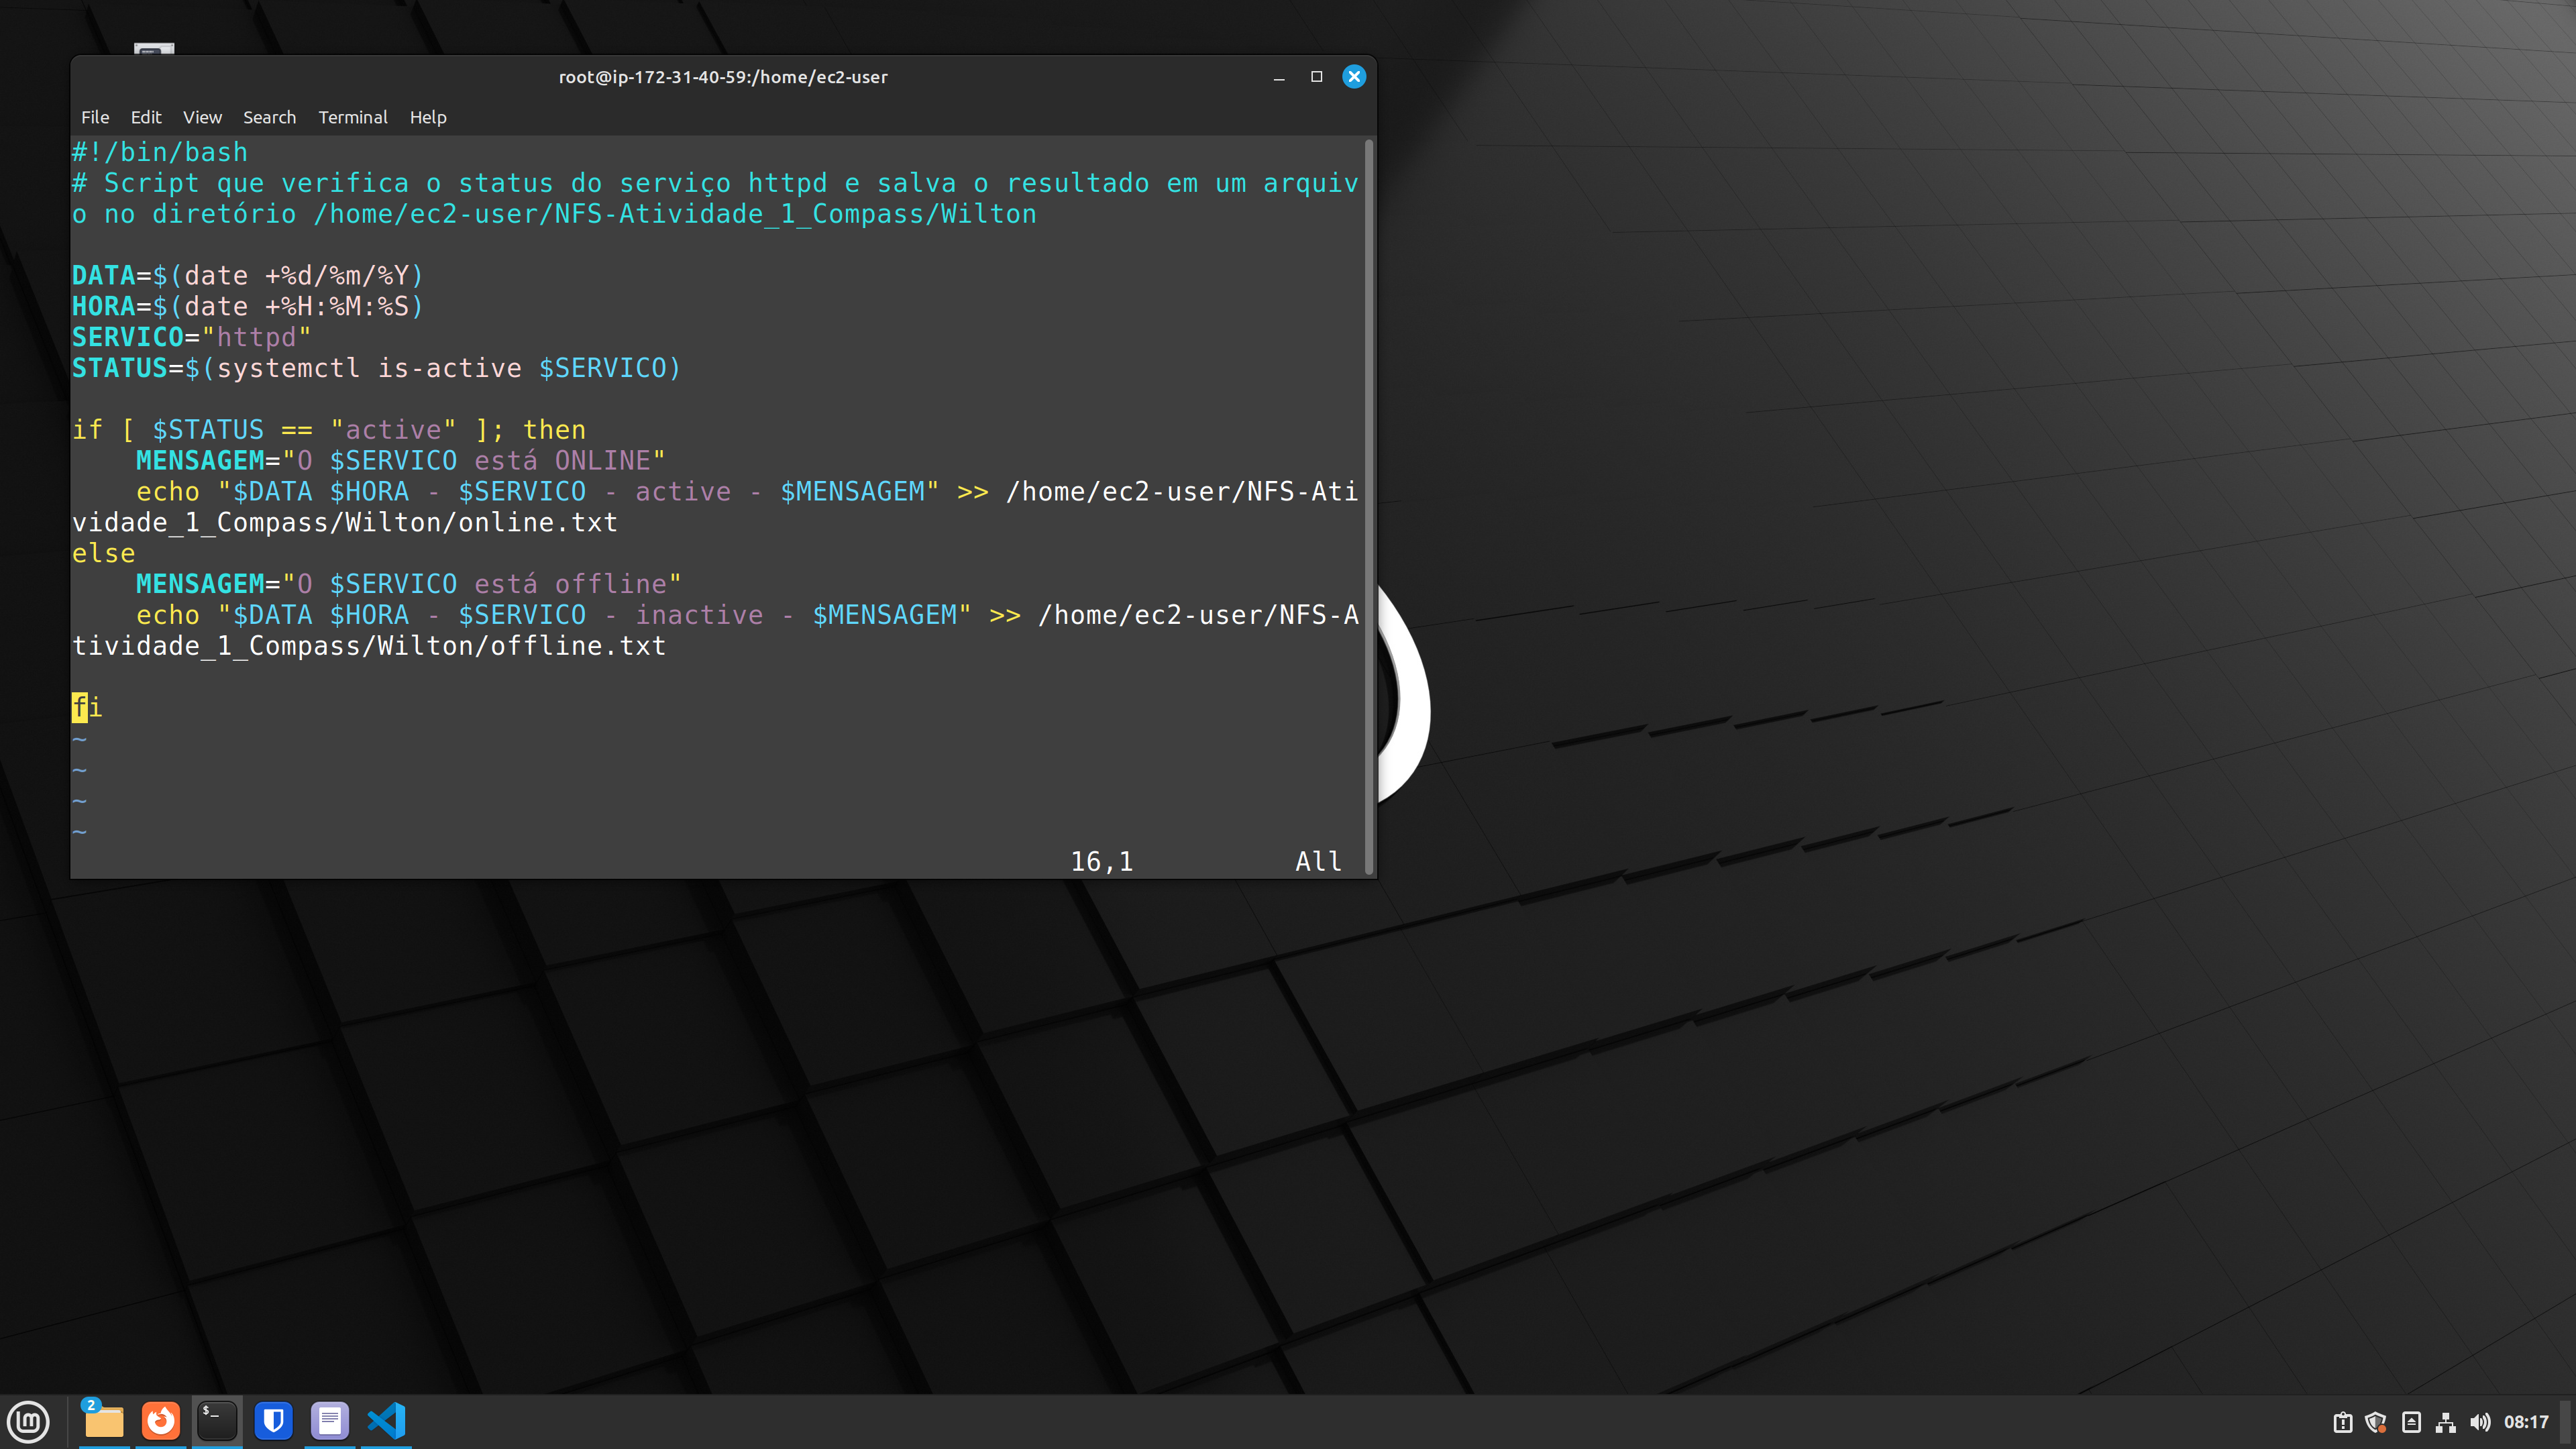 root@ip-172-31-40-59:/home/ec2-user
File Edit View Search Terminal Help
#!/bin/bash
# Script que verifica o status do serviço httpd e salva o resultado em um arquiv
o no diretório /home/ec2-user/NFS-Atividade_1_Compass/Wilton
DATA=$(date +%d/%m/%Y)
HORA=$(date +%H:%M:%S)
SERVICO="httpd"
STATUS=$(systemctl is-active $SERVICO)
if [ $STATUS == "active" ]; then
    MENSAGEM="O $SERVICO está ONLINE"
    echo "$DATA $HORA - $SERVICO - active - $MENSAGEM" >> /home/ec2-user/NFS-Ati
vidade_1_Compass/Wilton/online.txt
else
    MENSAGEM="O $SERVICO está offline"
    echo "$DATA $HORA - $SERVICO - inactive - $MENSAGEM" >> /home/ec2-user/NFS-A
tividade_1_Compass/Wilton/offline.txt
fi
~
~
~
~
16,1 All
2
$_
08:17